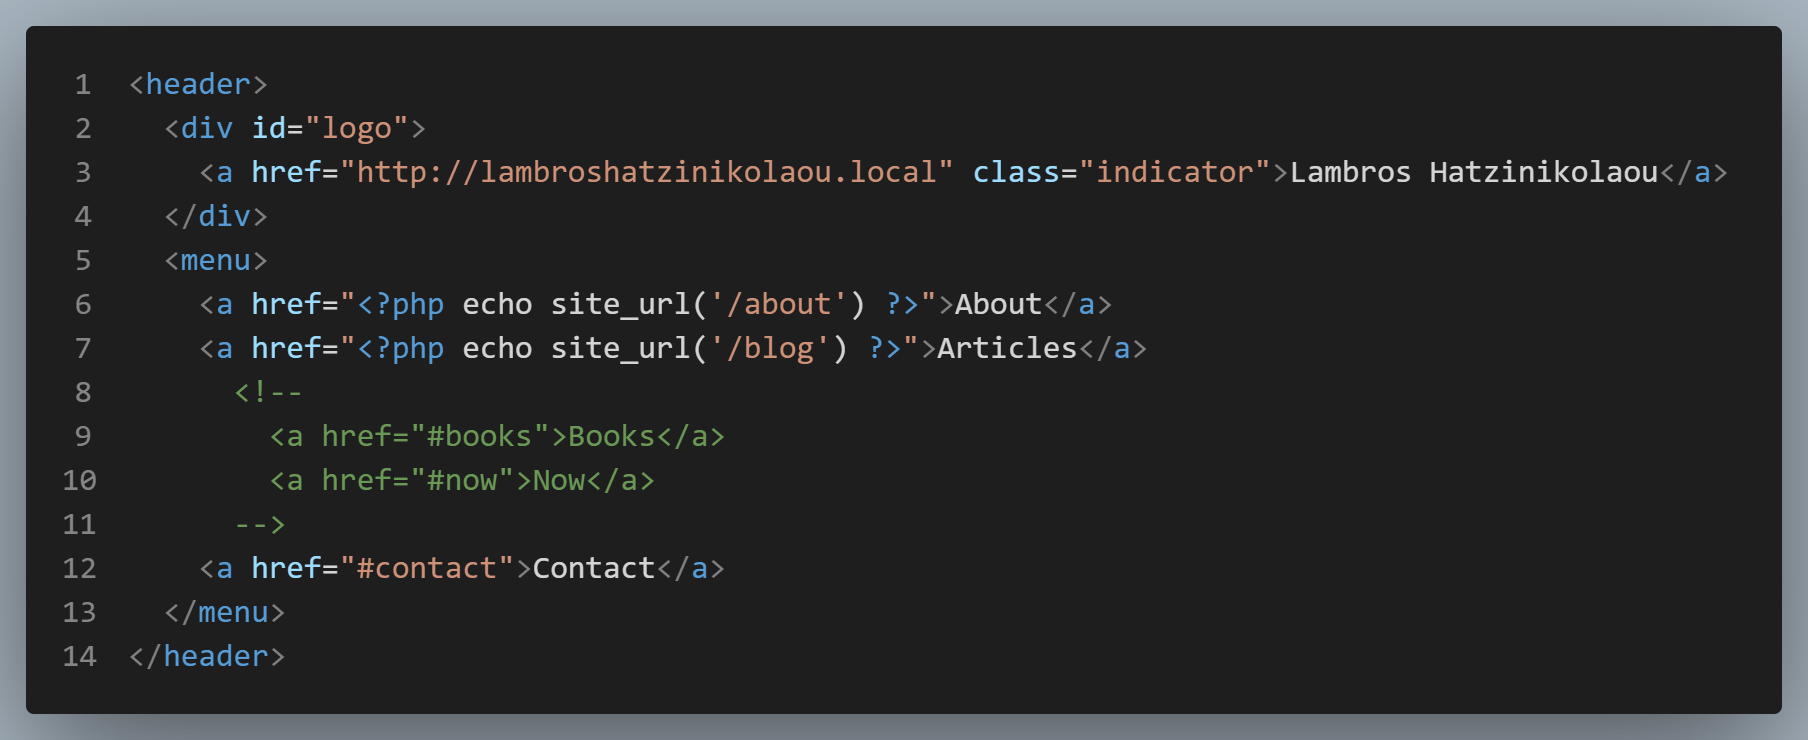 1 <header>
2   <div id="logo">
3     <a href="http://lambroshatzinikolaou.local" class="indicator">Lambros Hatzinikolaou</a>
4   </div>
5   <menu>
6     <a href="<?php echo site_url('/about') ?>">About</a>
7     <a href="<?php echo site_url('/blog') ?>">Articles</a>
8       <!--
9         <a href="#books">Books</a>
10         <a href="#now">Now</a>
11       -->
12     <a href="#contact">Contact</a>
13   </menu>
14 </header>